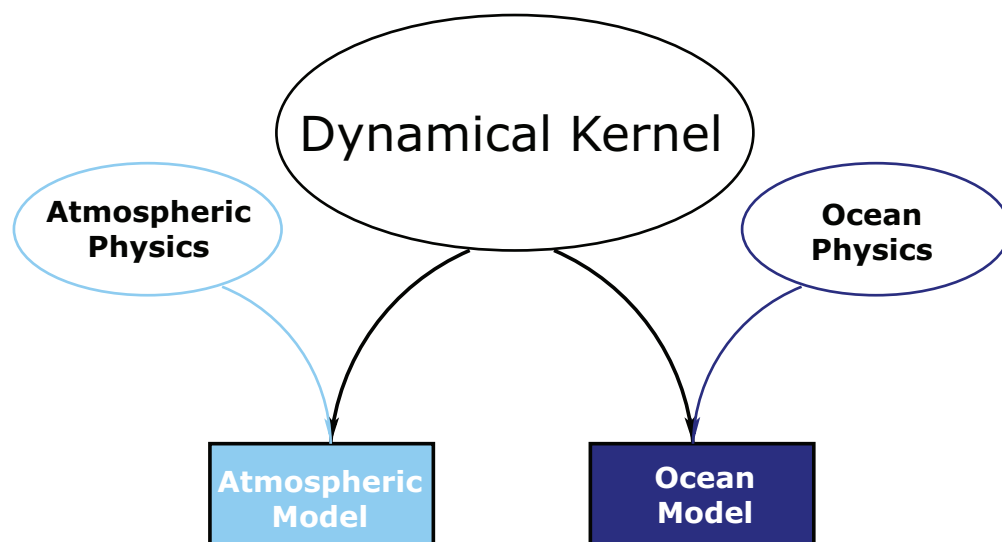 Dynamical Kernel
Atmospheric
Physics
Ocean
Physics
Atmospheric
Model
Ocean
Model